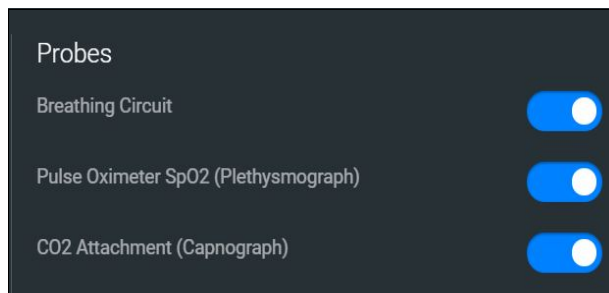 Probes
Breathing Circuit
Pulse Oximeter SpO2 (Plethysmograph)
CO2 Attachment (Capnograph)